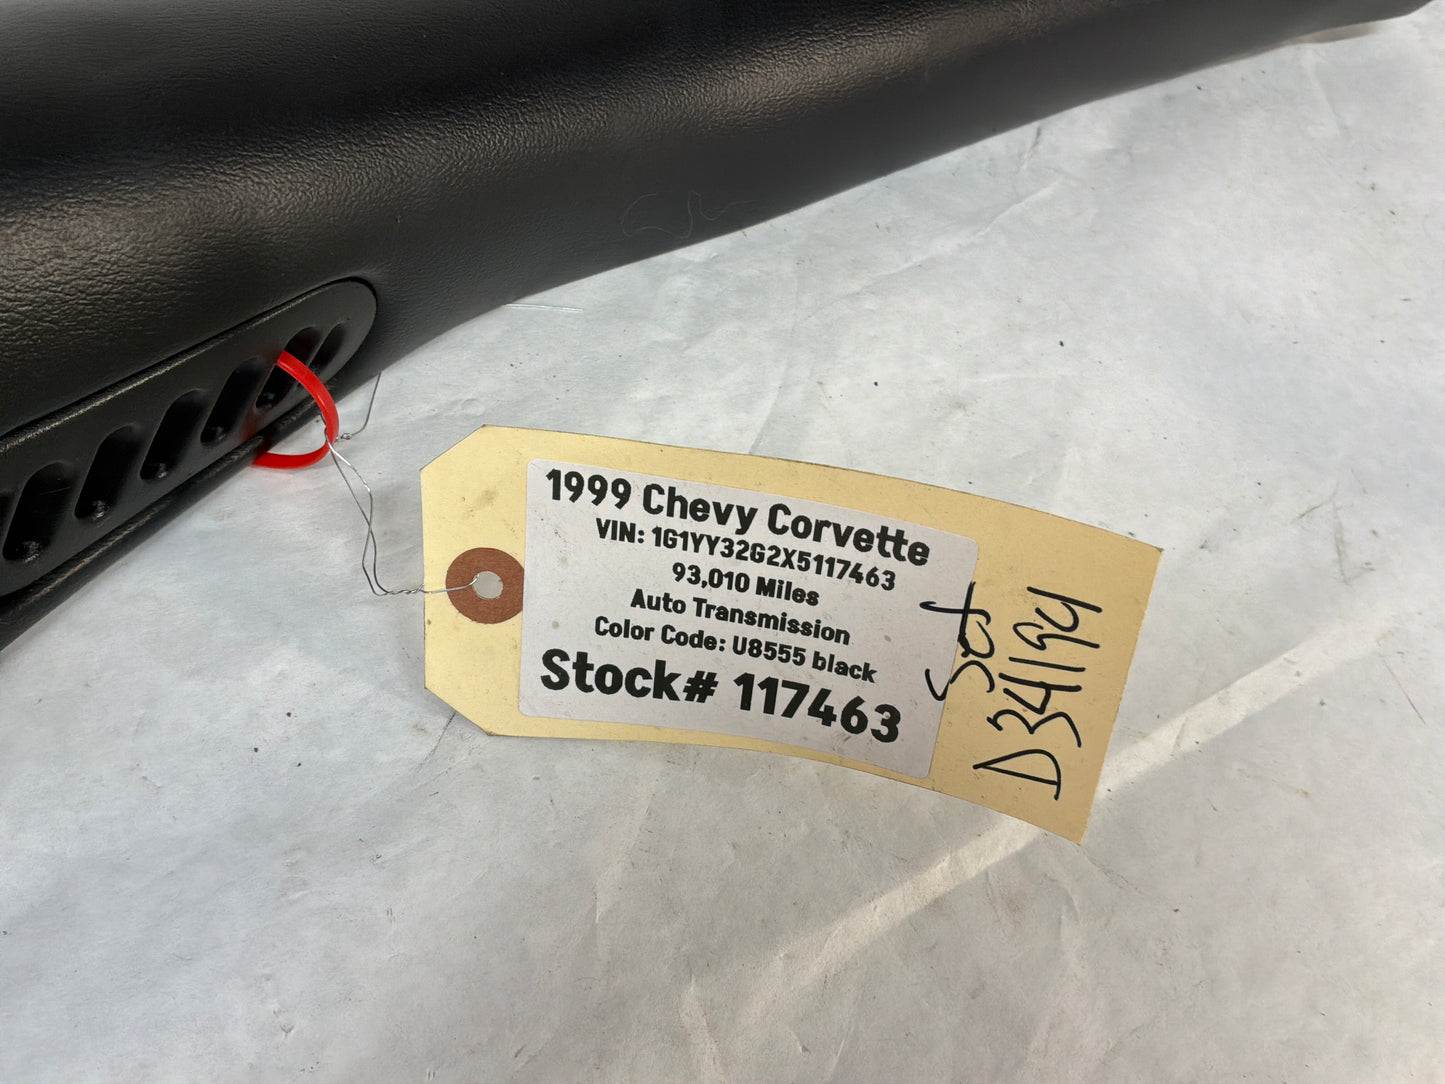 1999 Chevy Corvette
VIN: 1G1YY32G2X5117463
93,010 Miles
Auto Transmission
Color Code: U8555 black
Stock# 117463
Set
D34194